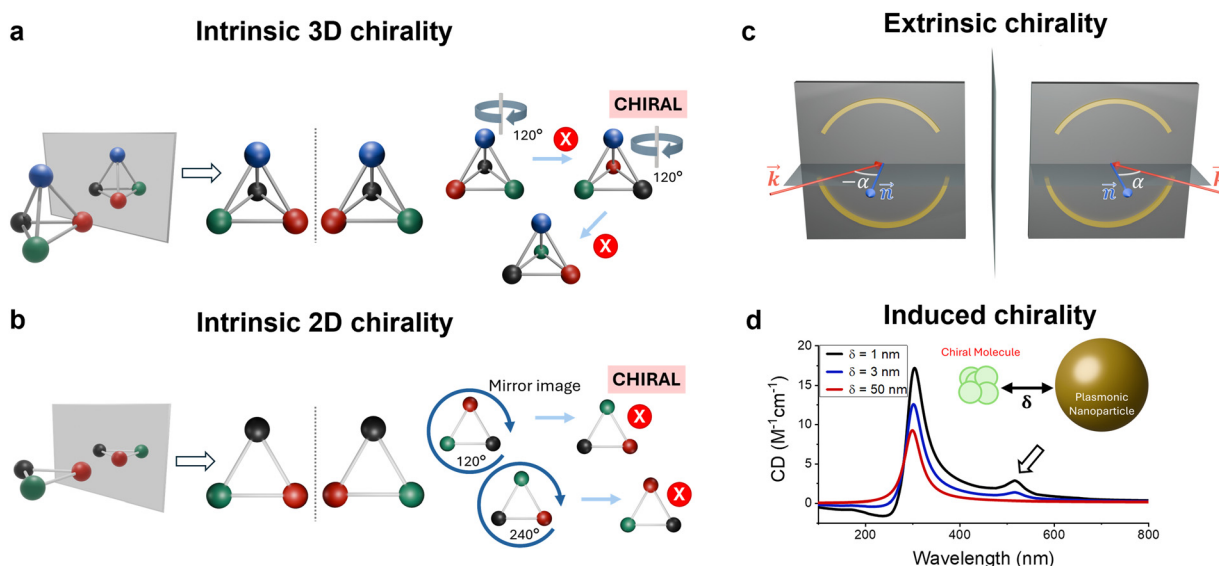 a
Intrinsic 3D chirality
120°
X
CHIRAL
120°
X
b
Intrinsic 2D chirality
Mirror image
CHIRAL
120°
X
240°
X
c
Extrinsic chirality
k
−α
n
n
α
k
d
Induced chirality
CD (M⁻¹cm⁻¹)
20
15
10
5
0
δ = 1 nm
δ = 3 nm
δ = 50 nm
Chiral Molecule
δ
Plasmonic
Nanoparticle
200
400
600
800
Wavelength (nm)